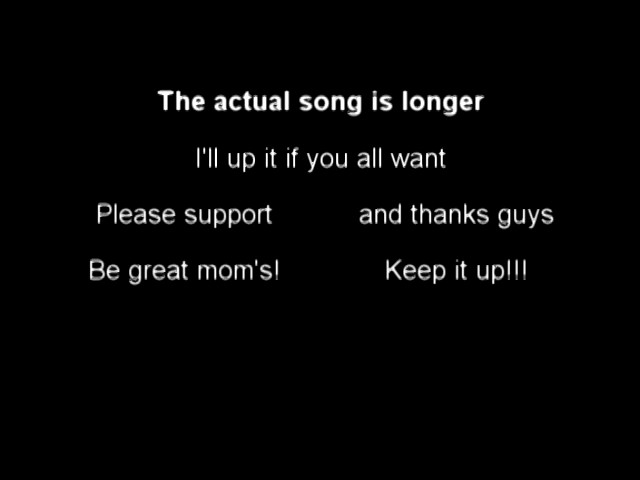 The actual song is longer
I'll up it if you all want
Please support and thanks guys
Be great mom's! Keep it up!!!